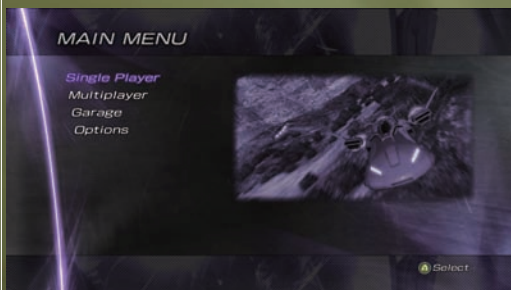 MAIN MENU
Single Player
Multiplayer
Garage
Options
A Select